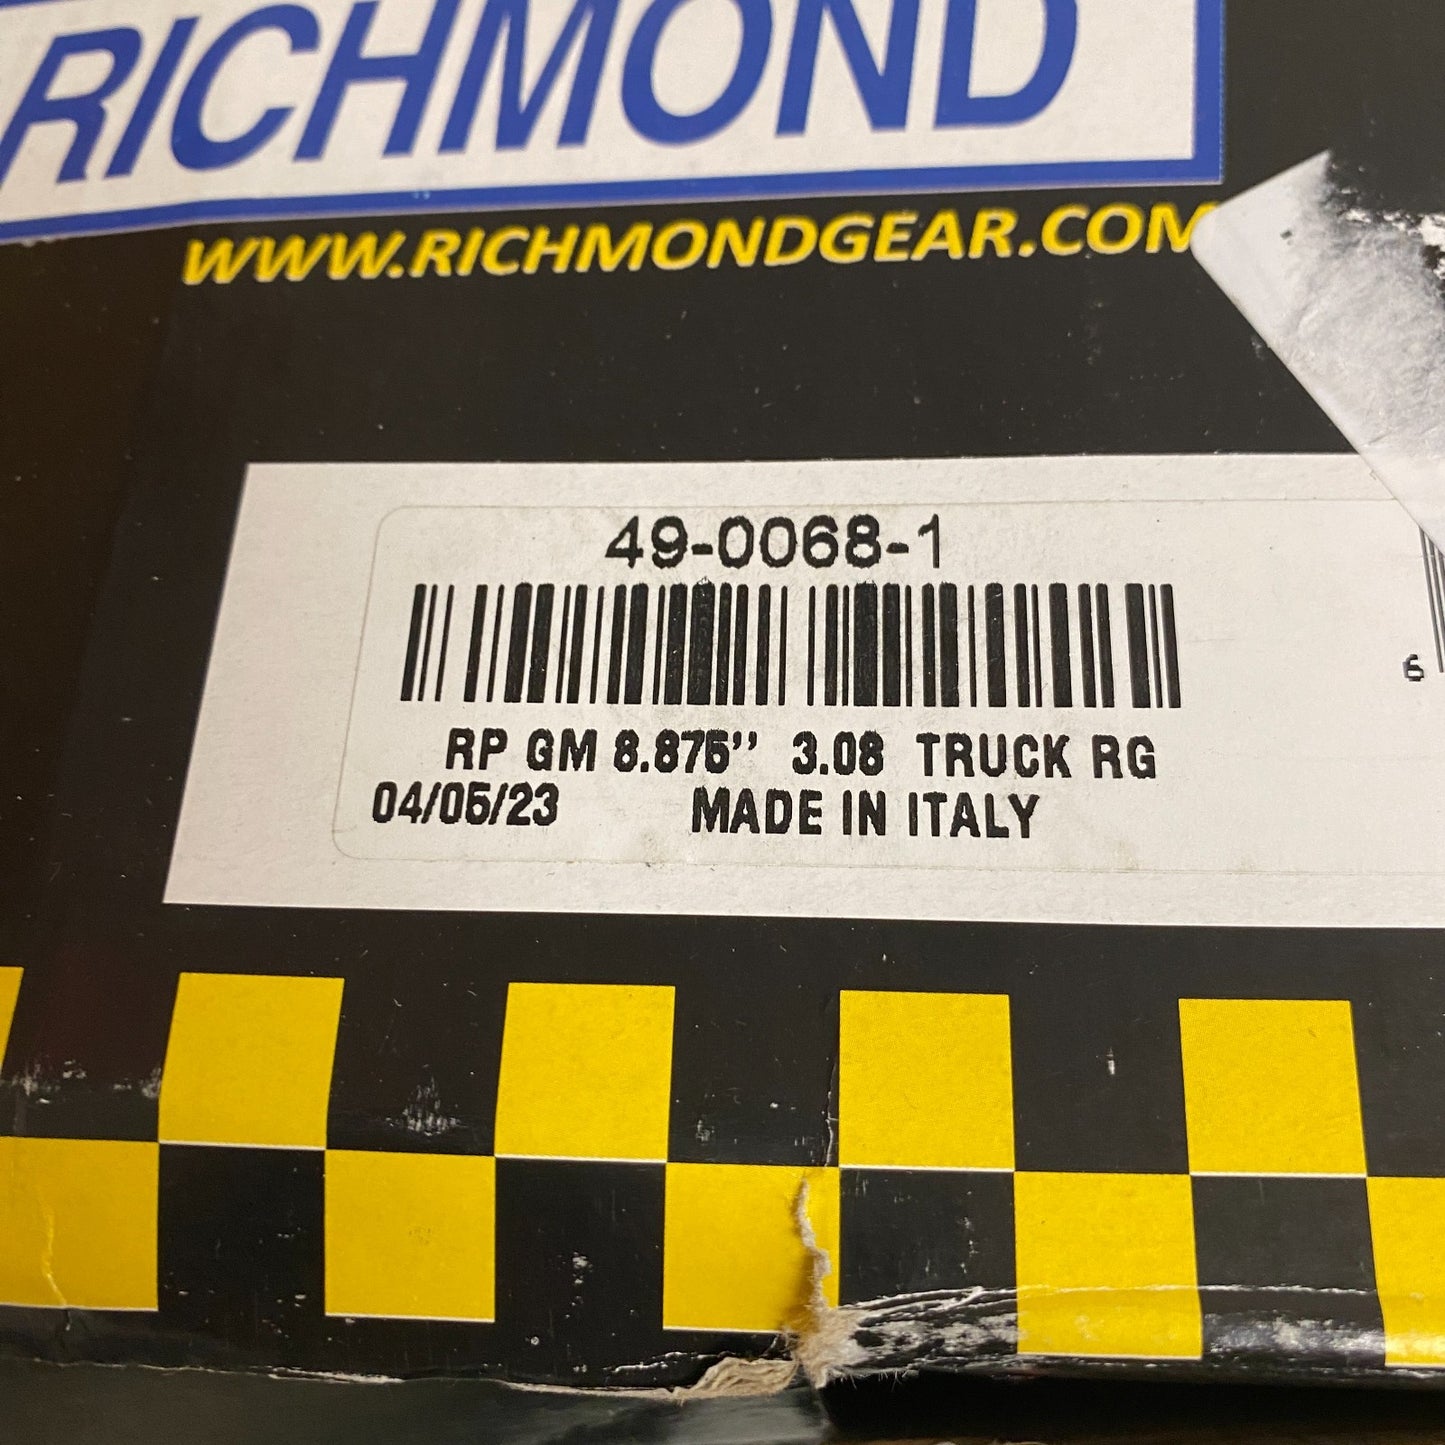 RICHMOND
WWW.RICHMONDGEAR.COM
49-0068-1
RP GM 8.875" 3.08 TRUCK RG
04/05/23 MADE IN ITALY
6